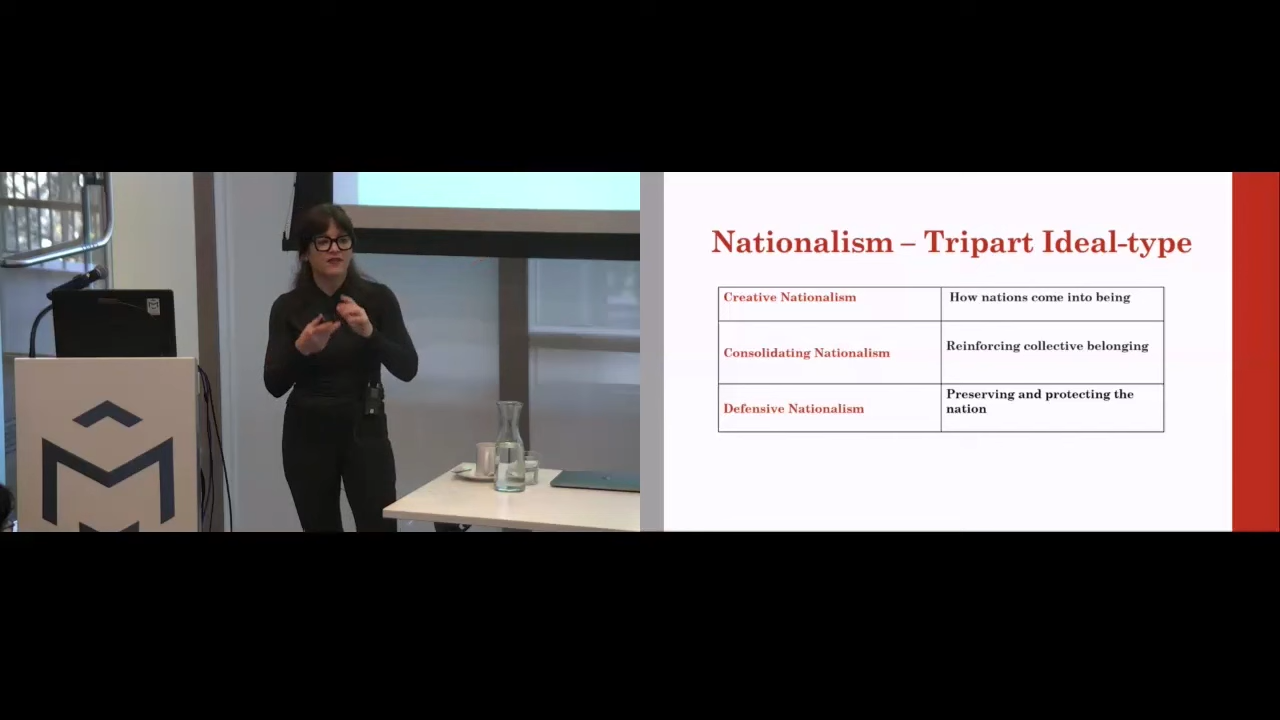 Nationalism – Tripart Ideal-type
Creative Nationalism
How nations come into being
Consolidating Nationalism
Reinforcing collective belonging
Defensive Nationalism
Preserving and protecting the
nation